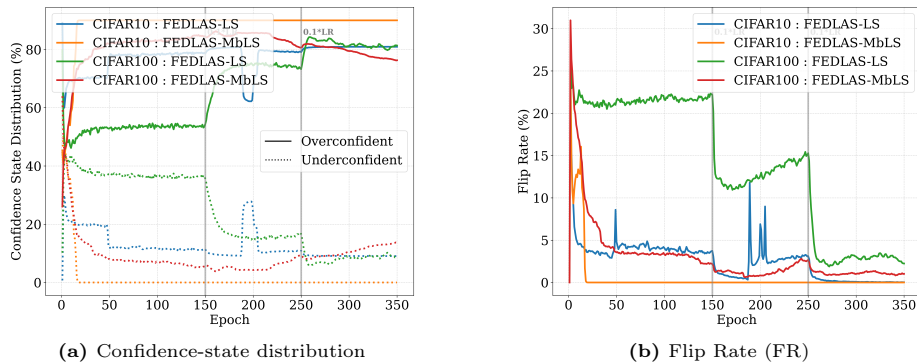 CIFAR10 : FEDLAS-LS
CIFAR10 : FEDLAS-MbLS
CIFAR100 : FEDLAS-LS
CIFAR100 : FEDLAS-MbLS
0.1*LR
Overconfident
Underconfident
Confidence State Distribution (%)
80
60
40
20
0
0 50 100 150 200 250 300 350
Epoch
(a) Confidence-state distribution
CIFAR10 : FEDLAS-LS
CIFAR10 : FEDLAS-MbLS
CIFAR100 : FEDLAS-LS
CIFAR100 : FEDLAS-MbLS
Flip Rate (%)
30
25
20
15
10
5
0
0 50 100 150 200 250 300 350
Epoch
(b) Flip Rate (FR)